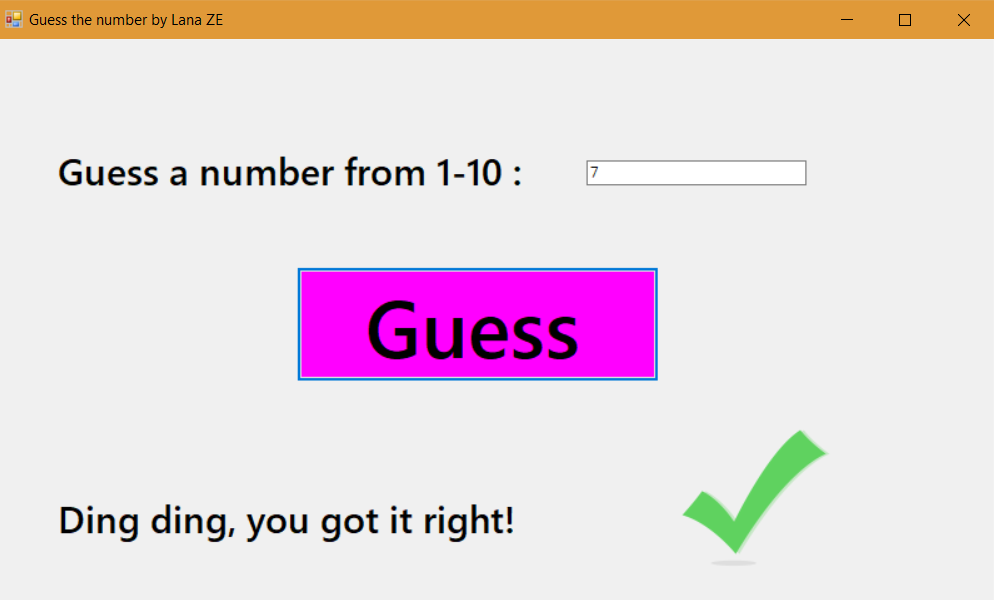 Guess the number by Lana ZE
Guess a number from 1-10 :
7
Guess
Ding ding, you got it right!